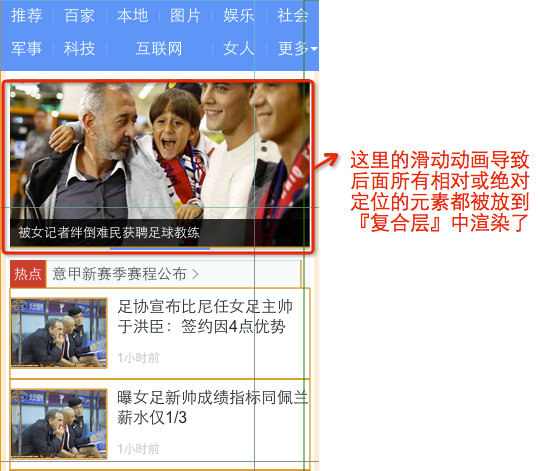 推荐 百家 本地 图片 娱乐 社会
军事 科技 互联网 女人 更多
被女记者绊倒难民获聘足球教练
这里的滑动动画导致
后面所有相对或绝对
定位的元素都被放到
『复合层』中渲染了
热点 意甲新赛季赛程公布
足协宣布比尼任女足主帅
于洪臣：签约因4点优势
1小时前
曝女足新帅成绩指标同佩兰
薪水仅1/3
1小时前